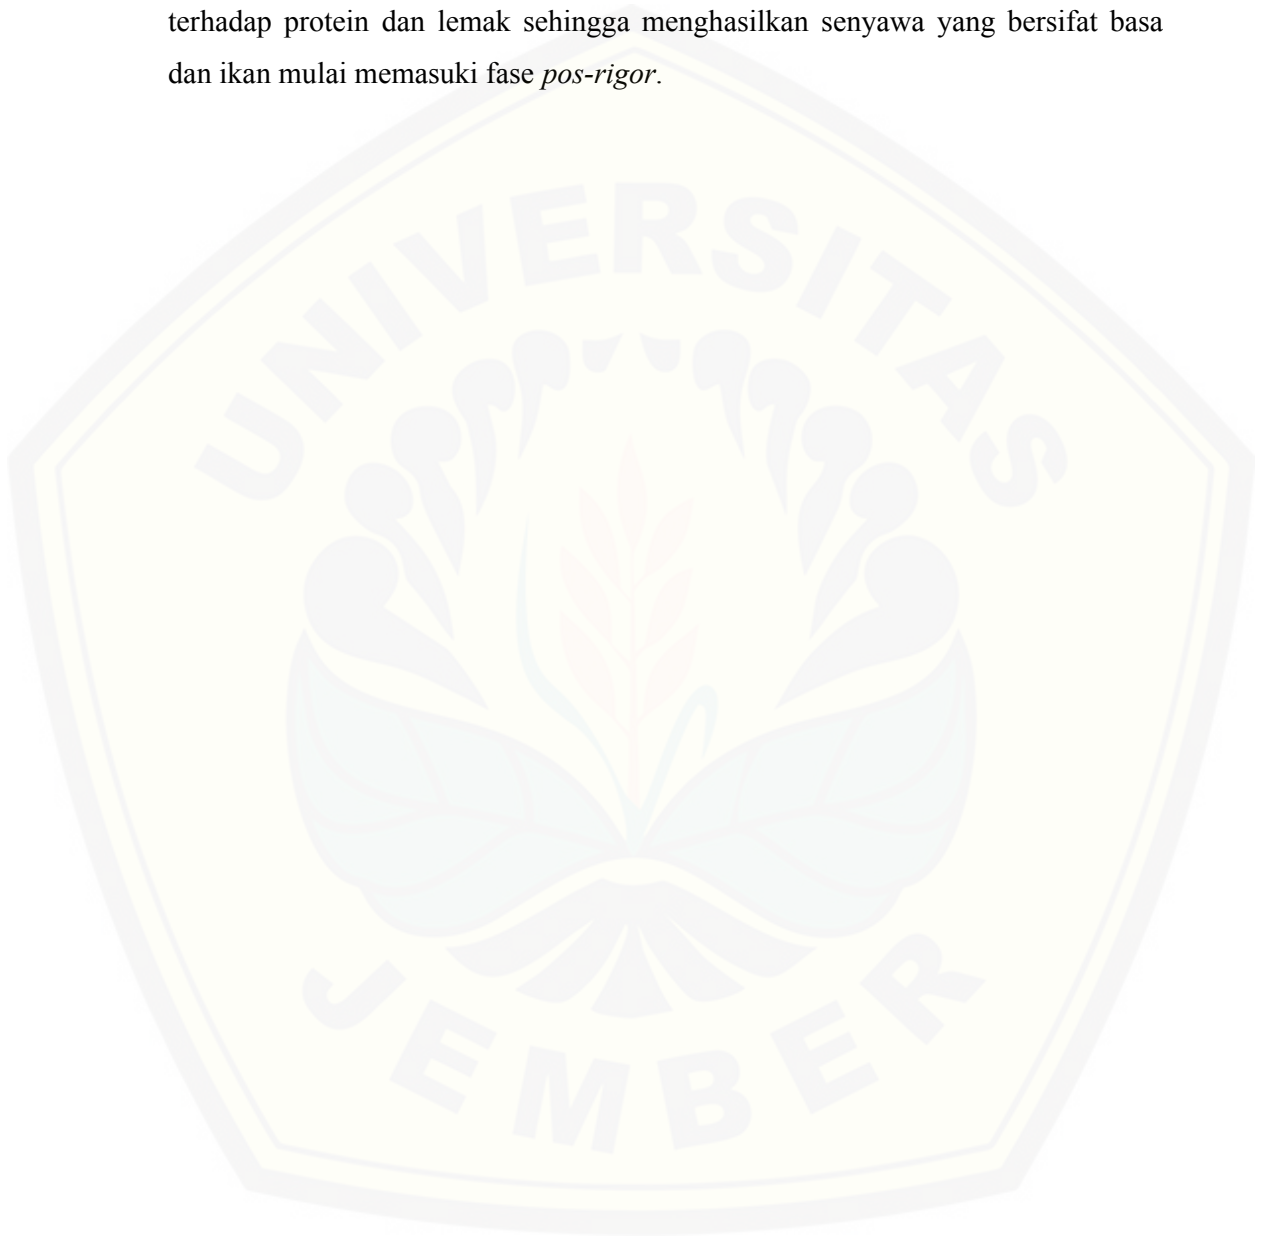 terhadap protein dan lemak sehingga menghasilkan senyawa yang bersifat basa
dan ikan mulai memasuki fase pos-rigor.
UNIVERSITAS
JEMBER